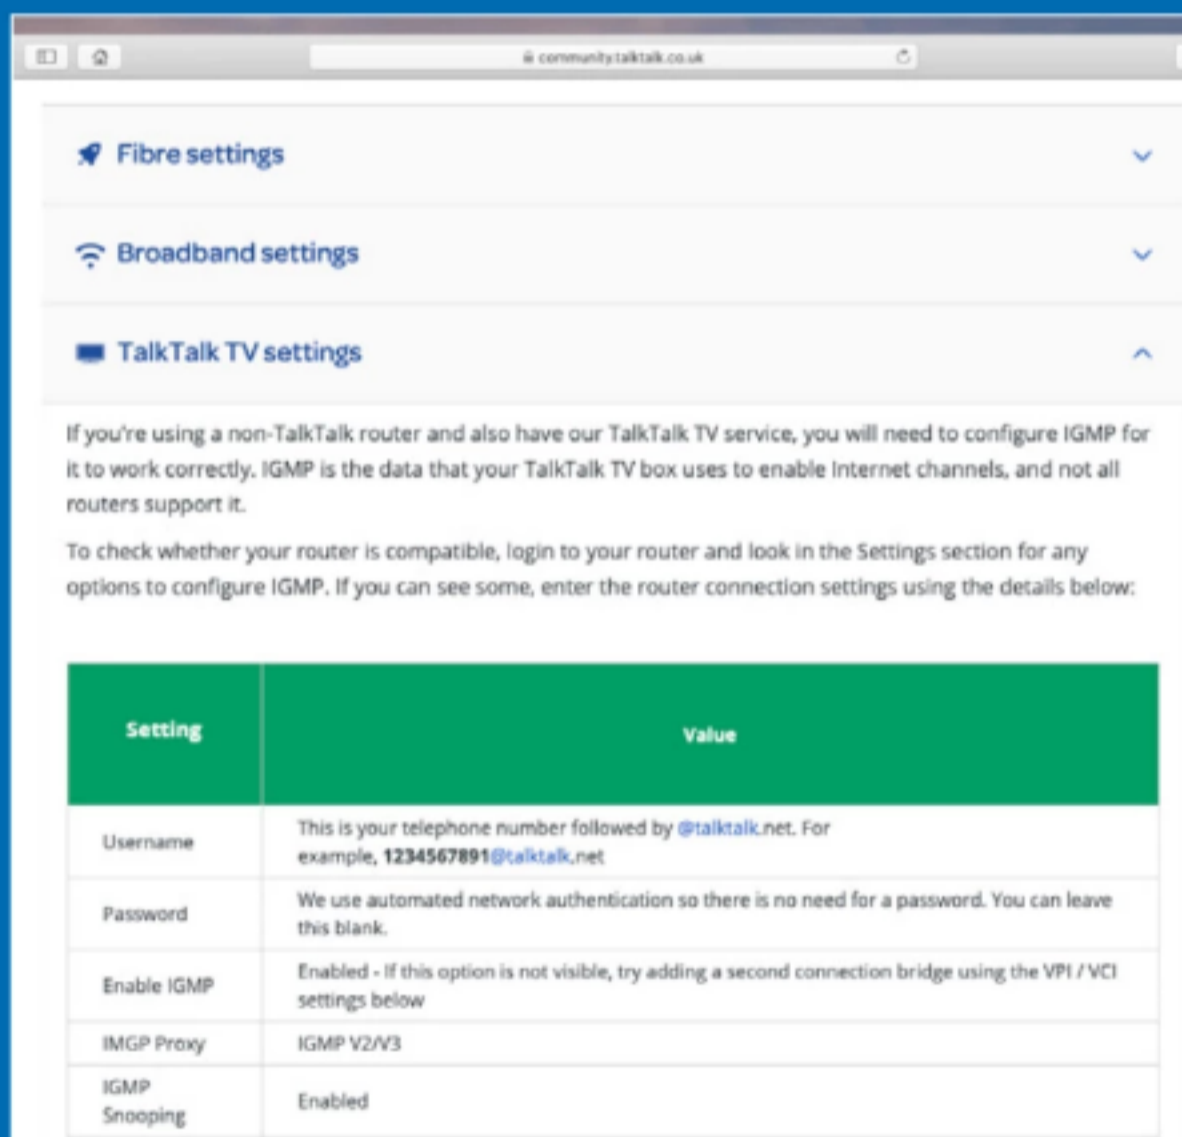 community.talktalk.co.uk
Fibre settings
Broadband settings
TalkTalk TV settings
If you're using a non-TalkTalk router and also have our TalkTalk TV service, you will need to configure IGMP for
it to work correctly. IGMP is the data that your TalkTalk TV box uses to enable Internet channels, and not all
routers support it.
To check whether your router is compatible, login to your router and look in the Settings section for any
options to configure IGMP. If you can see some, enter the router connection settings using the details below:
Setting
Value
Username
This is your telephone number followed by @talktalk.net. For
example, 1234567891@talktalk.net
Password
We use automated network authentication so there is no need for a password. You can leave
this blank.
Enable IGMP
Enabled - If this option is not visible, try adding a second connection bridge using the VPI / VCI
settings below
IMGP Proxy
IGMP V2/V3
IGMP
Snooping
Enabled